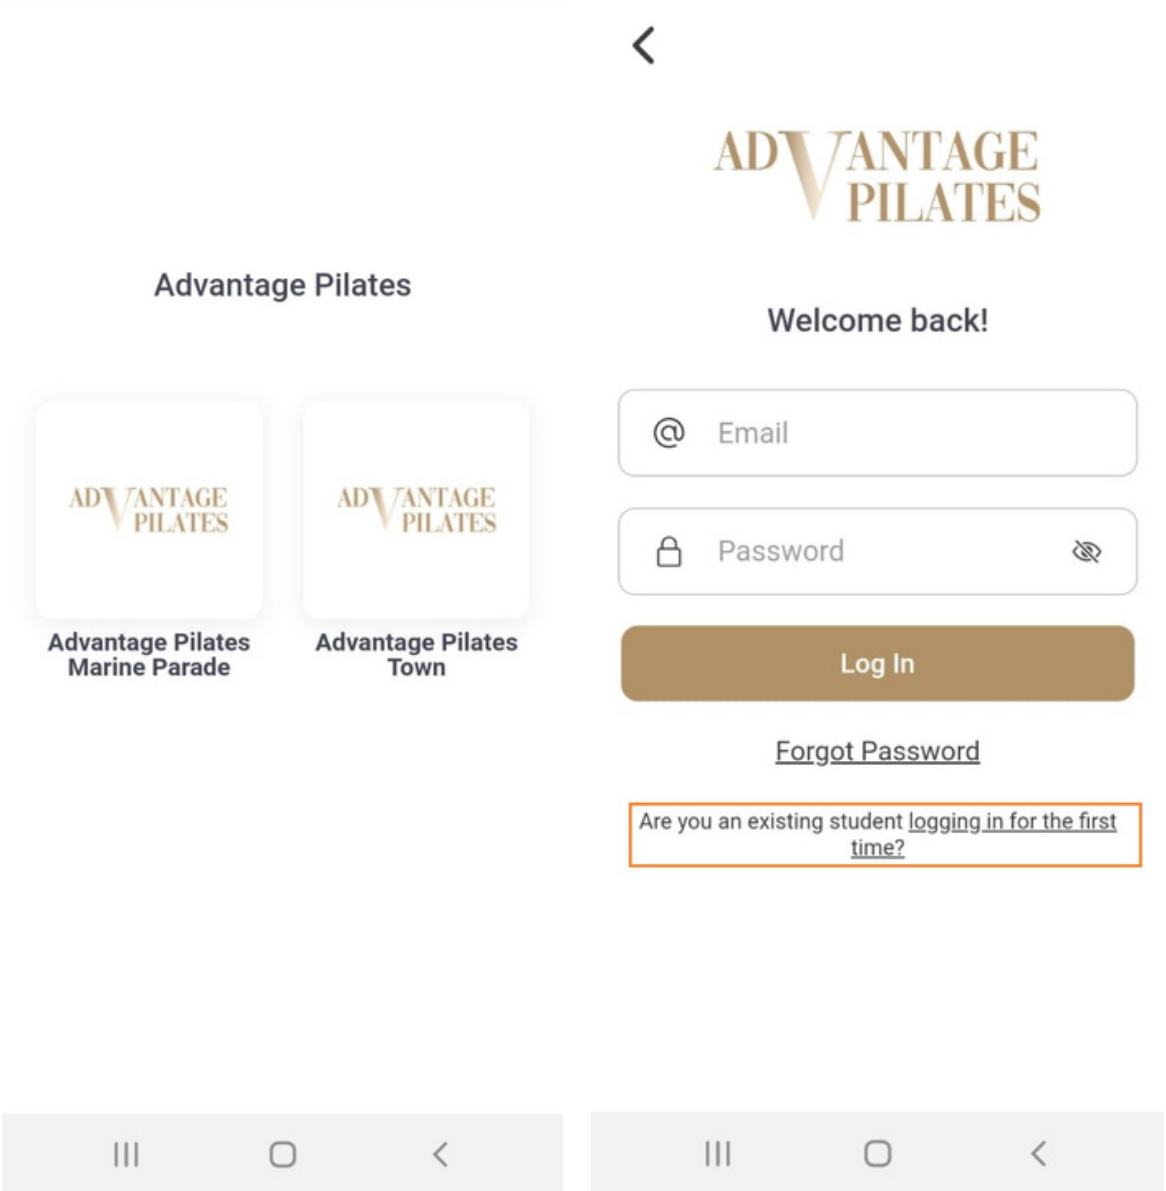 Advantage Pilates
ADVANTAGE
PILATES
Advantage Pilates
Marine Parade
ADVANTAGE
PILATES
Advantage Pilates
Town
ADVANTAGE
PILATES
Welcome back!
Email
Password
Log In
Forgot Password
Are you an existing student logging in for the first
time?